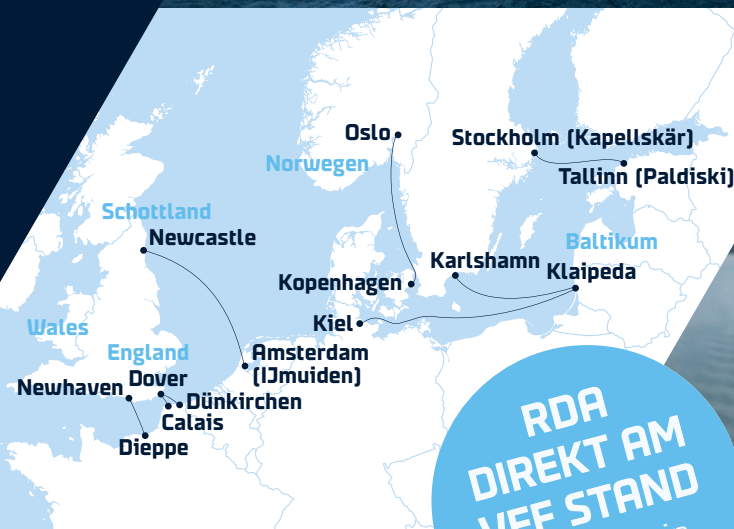 Oslo
Stockholm (Kapellskär)
Norwegen
Tallinn (Paldiski)
Schottland
Newcastle
Baltikum
Karlshamn
Klaipeda
Kopenhagen
Kiel
Wales
England
Amsterdam
(IJmuiden)
Dover
Newhaven
Dünkirchen
Calais
Dieppe
RDA
DIREKT AM
VFF STAND